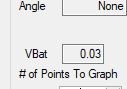 Angle None
VBat 0.03
# of Points To Graph